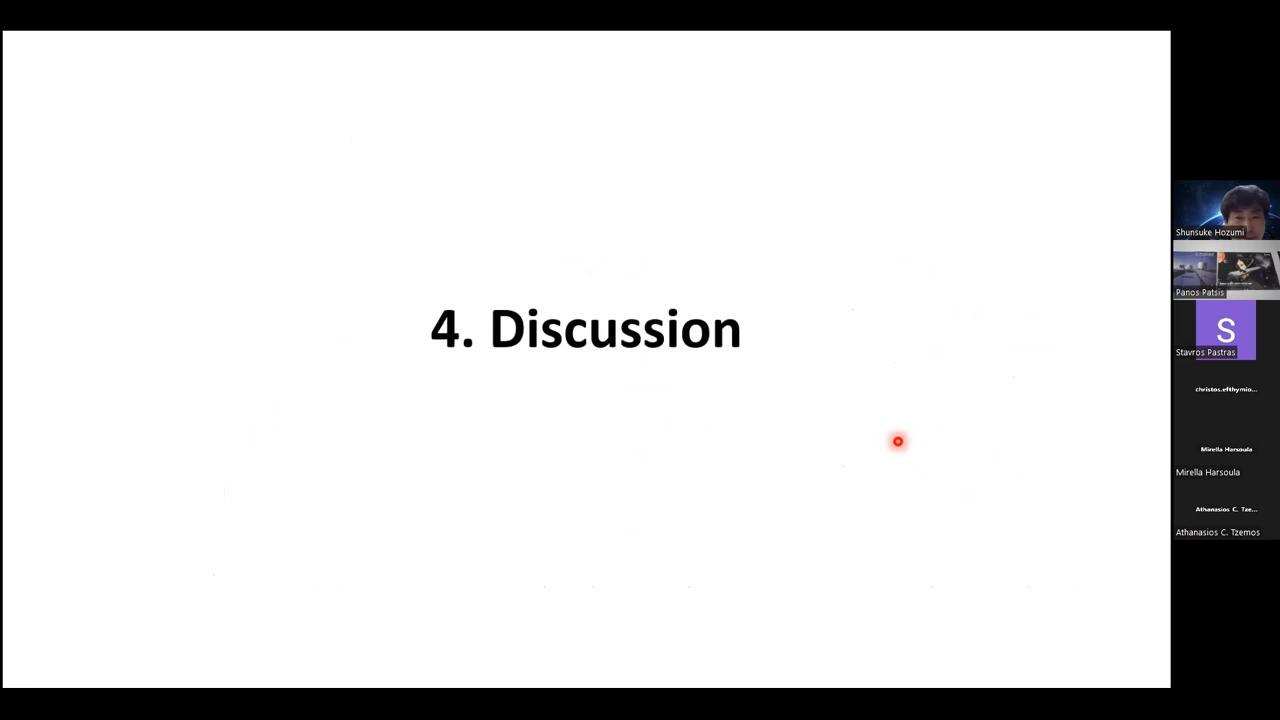 4. Discussion
Shunsuke Hozumi
Panos Patsis
S
Stavros Pastras
christos.efthymio...
Mirella Harsoula
Mirella Harsoula
Athanasios C. Tze...
Athanasios C. Tzemos